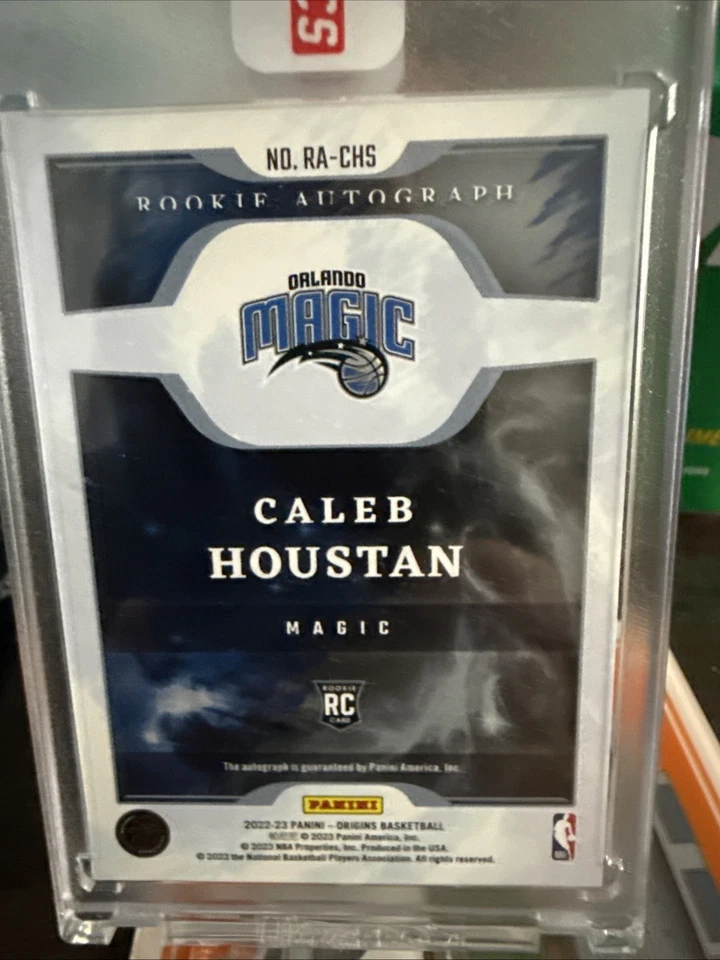 NO. RA-CHS
ROOKIE AUTOGRAPH
ORLANDO
MAGIC
CALEB
HOUSTAN
MAGIC
ROOKIE
RC
CARD
The autograph is guaranteed by Panini America, Inc.
PANINI
2022-23 PANINI – ORIGINS BASKETBALL
© 2023 Panini America, Inc.
© 2023 NBA Properties, Inc. Produced in the USA.
© 2023 the National Basketball Players Association. All rights reserved.